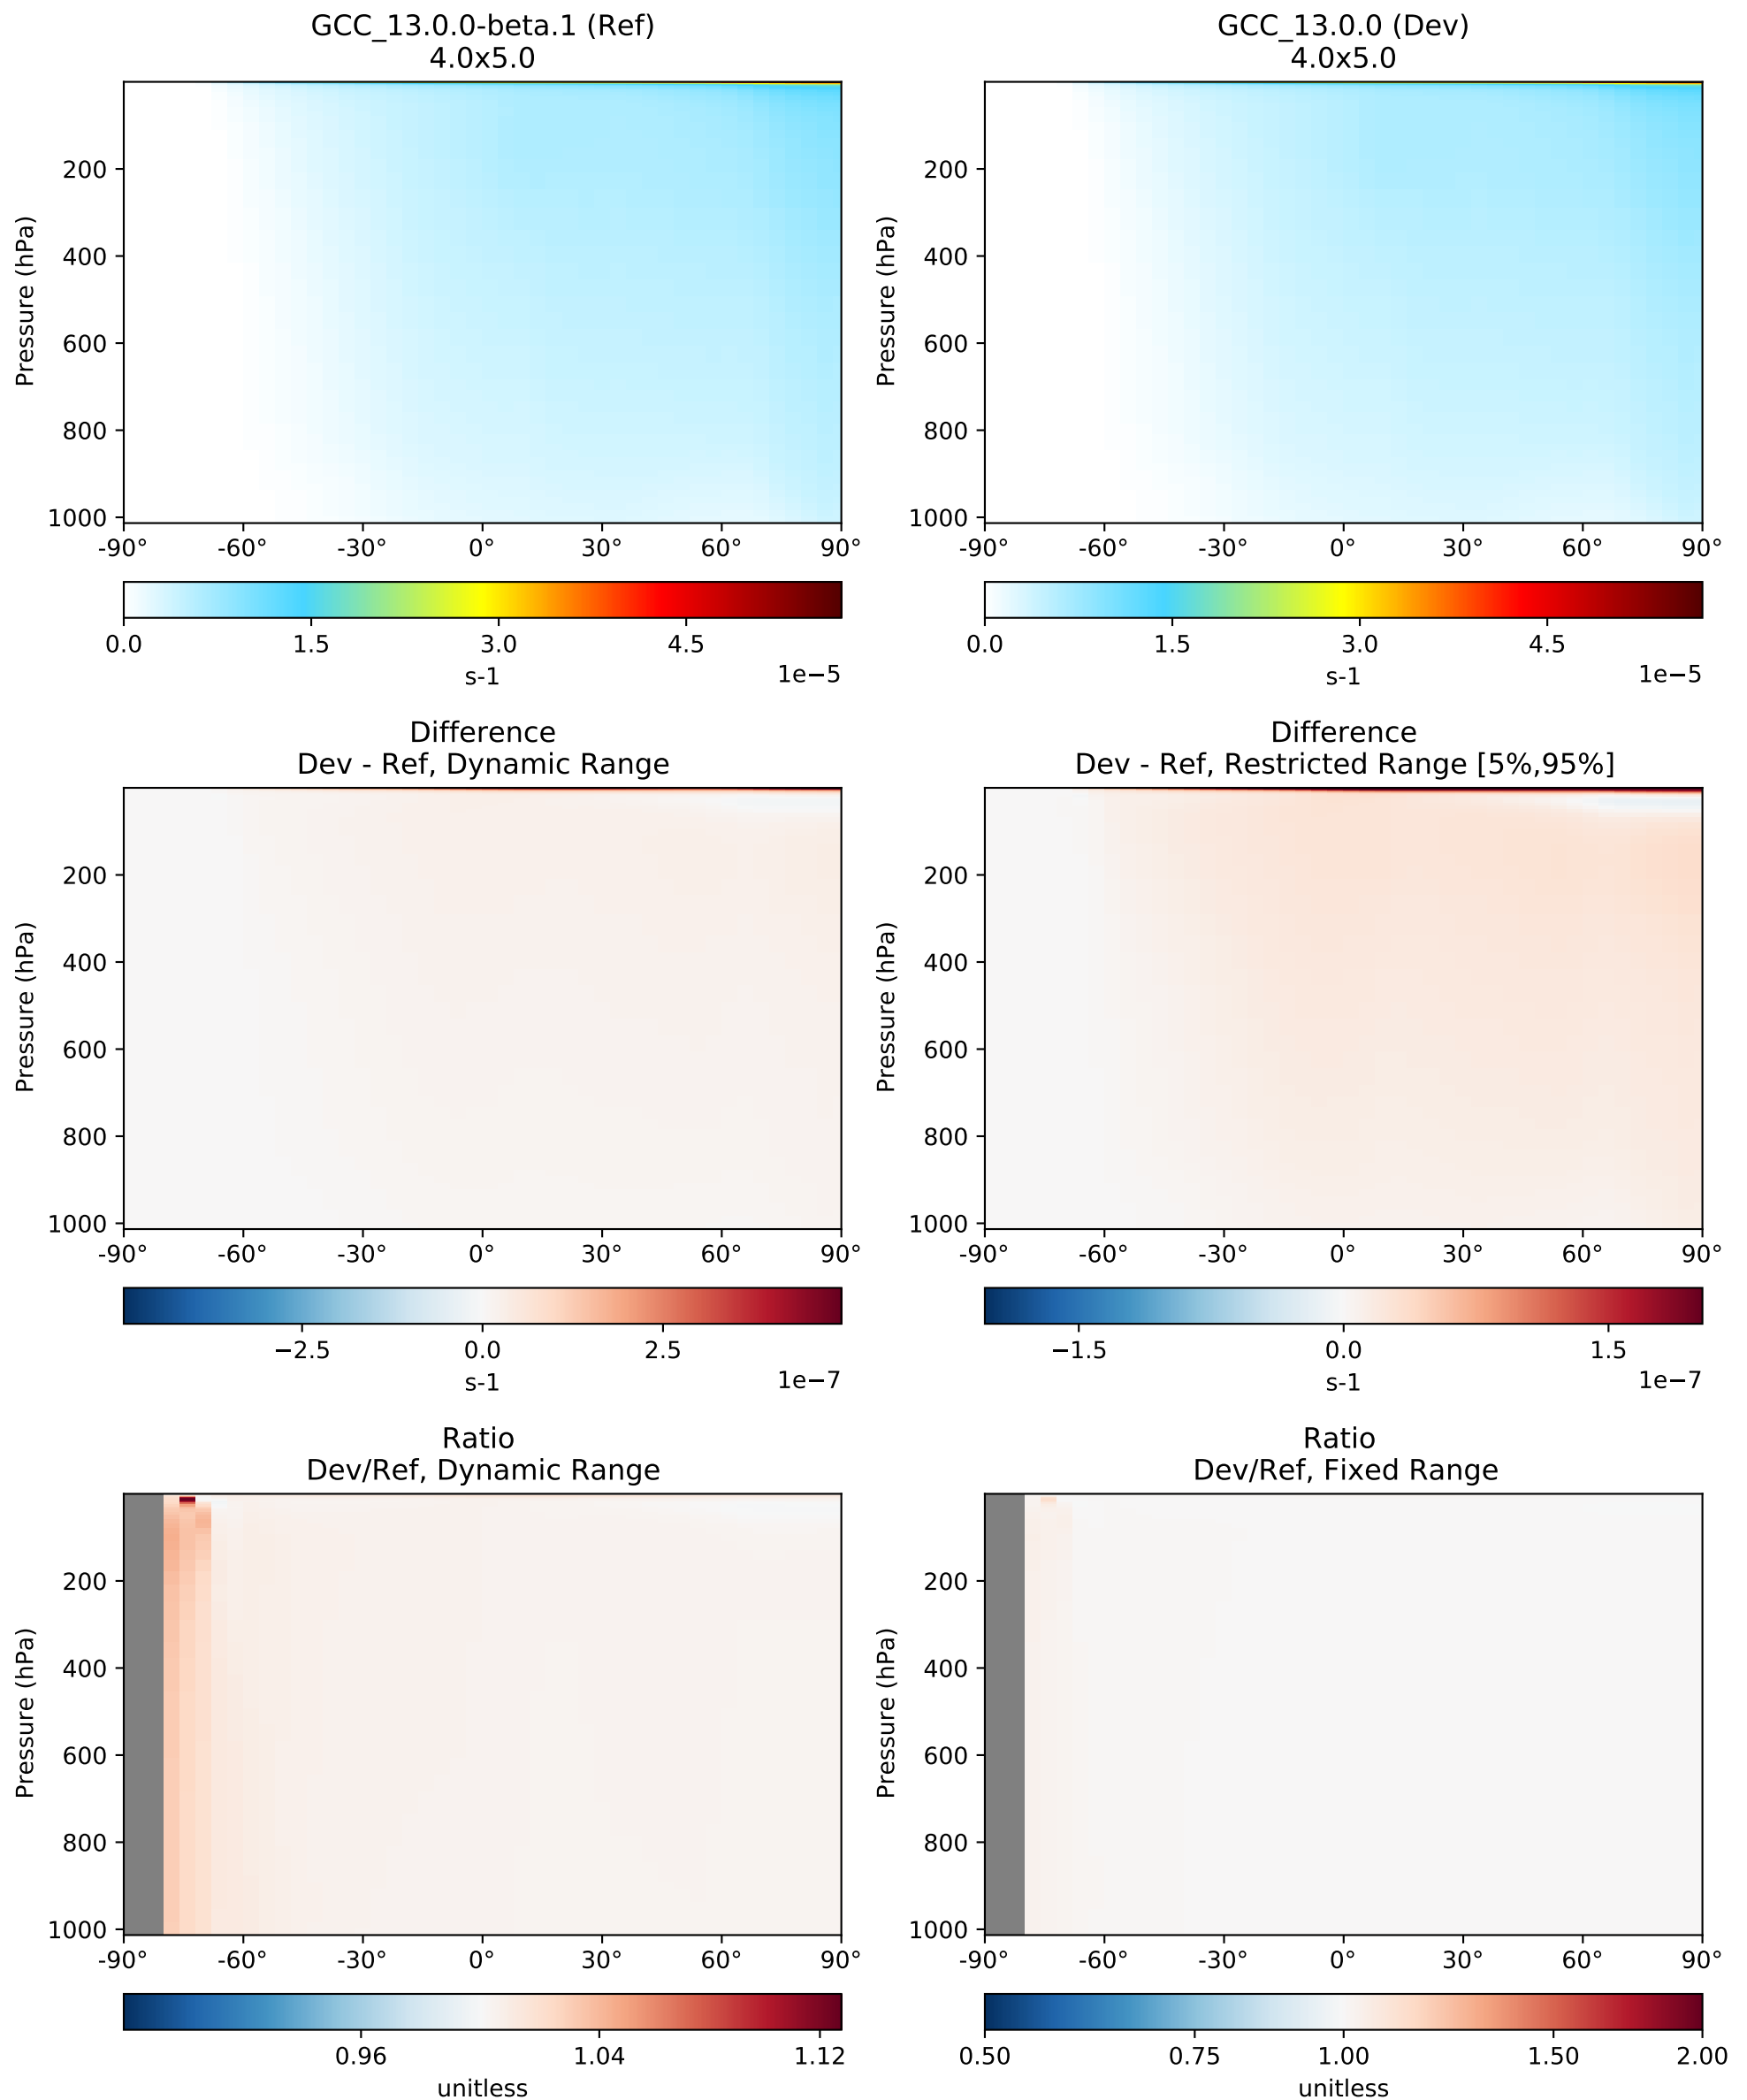 GCC_13.0.0-beta.1 (Ref)
4.0x5.0
GCC_13.0.0 (Dev)
4.0x5.0
Pressure (hPa)
200
400
600
800
1000
-90° -60° -30° 0° 30° 60° 90°
0.0 1.5 3.0 4.5
s-1 1e−5
Pressure (hPa)
200
400
600
800
1000
-90° -60° -30° 0° 30° 60° 90°
0.0 1.5 3.0 4.5
s-1 1e−5
Difference
Dev - Ref, Dynamic Range
Pressure (hPa)
200
400
600
800
1000
-90° -60° -30° 0° 30° 60° 90°
−2.5 0.0 2.5
s-1 1e−7
Difference
Dev - Ref, Restricted Range [5%,95%]
Pressure (hPa)
200
400
600
800
1000
-90° -60° -30° 0° 30° 60° 90°
−1.5 0.0 1.5
s-1 1e−7
Ratio
Dev/Ref, Dynamic Range
Pressure (hPa)
200
400
600
800
1000
-90° -60° -30° 0° 30° 60° 90°
0.96 1.04 1.12
unitless
Ratio
Dev/Ref, Fixed Range
Pressure (hPa)
200
400
600
800
1000
-90° -60° -30° 0° 30° 60° 90°
0.50 0.75 1.00 1.50 2.00
unitless